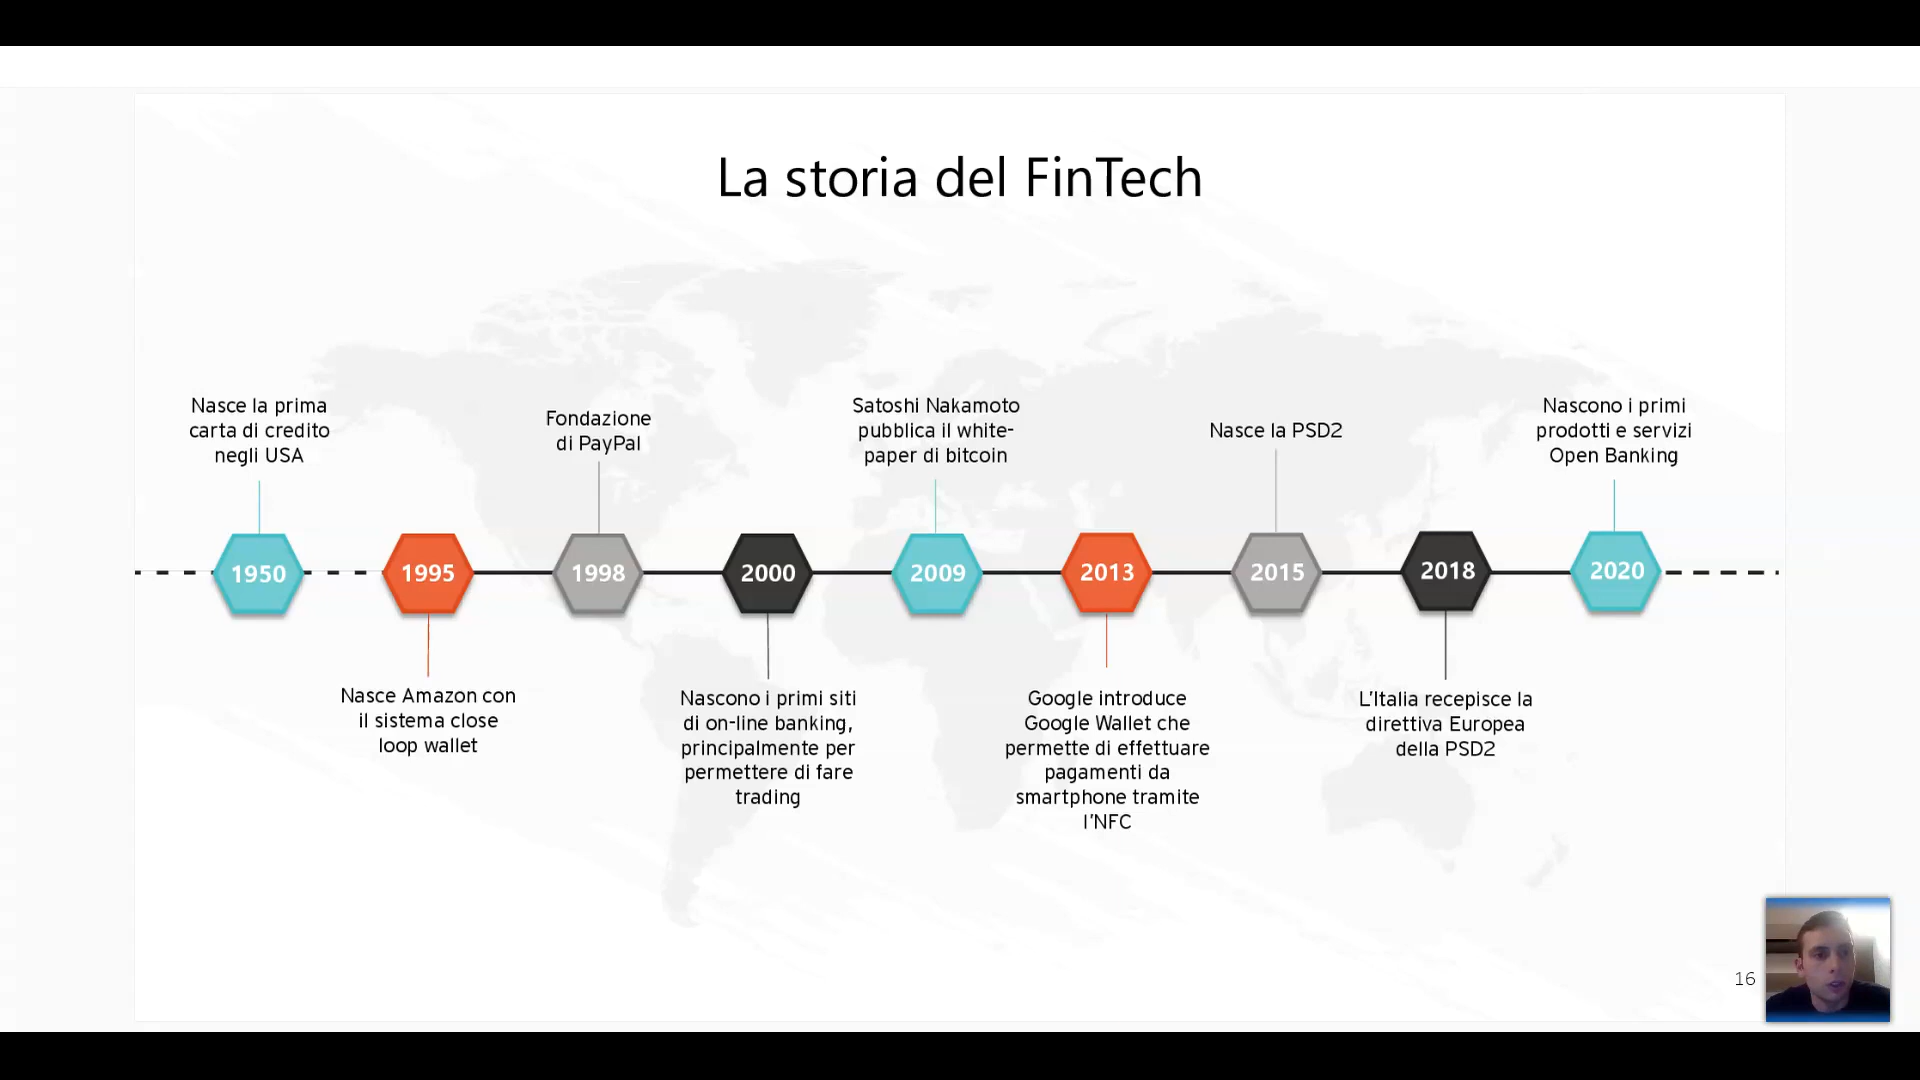 La storia del FinTech
Nasce la prima
carta di credito
negli USA
Fondazione
di PayPal
Satoshi Nakamoto
pubblica il white-
paper di bitcoin
Nasce la PSD2
Nascono i primi
prodotti e servizi
Open Banking
1950
1995
1998
2000
2009
2013
2015
2018
2020
Nasce Amazon con
il sistema close
loop wallet
Nascono i primi siti
di on-line banking,
principalmente per
permettere di fare
trading
Google introduce
Google Wallet che
permette di effettuare
pagamenti da
smartphone tramite
l'NFC
L'Italia recepisce la
direttiva Europea
della PSD2
16